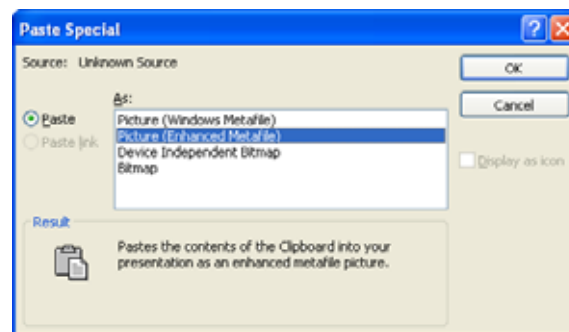 Paste Special
Source: Unknown Source
As:
Paste
Paste link
Picture (Windows Metafile)
Picture (Enhanced Metafile)
Device Independent Bitmap
Bitmap
OK
Cancel
Display as icon
Result
Pastes the contents of the Clipboard into your
presentation as an enhanced metafile picture.